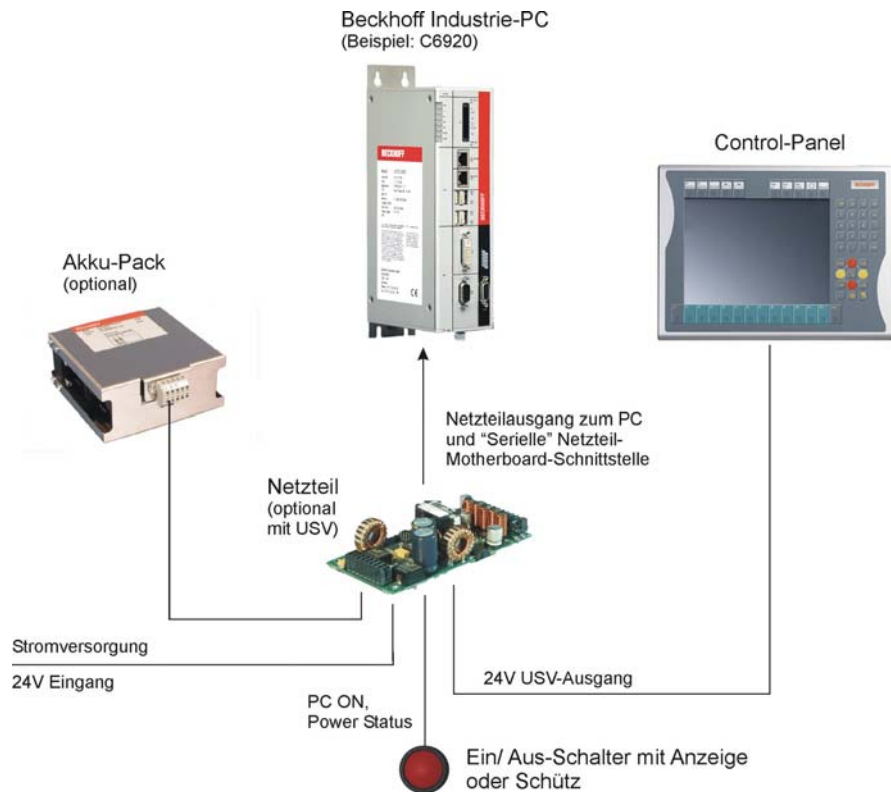 Beckhoff Industrie-PC
(Beispiel: C6920)
Control-Panel
Akku-Pack
(optional)
BECKHOFF
BECKHOFF
Netzteilausgang zum PC
und "Serielle" Netzteil-
Motherboard-Schnittstelle
Netzteil
(optional
mit USV)
Stromversorgung
24V Eingang
24V USV-Ausgang
PC ON,
Power Status
Ein/ Aus-Schalter mit Anzeige
oder Schütz